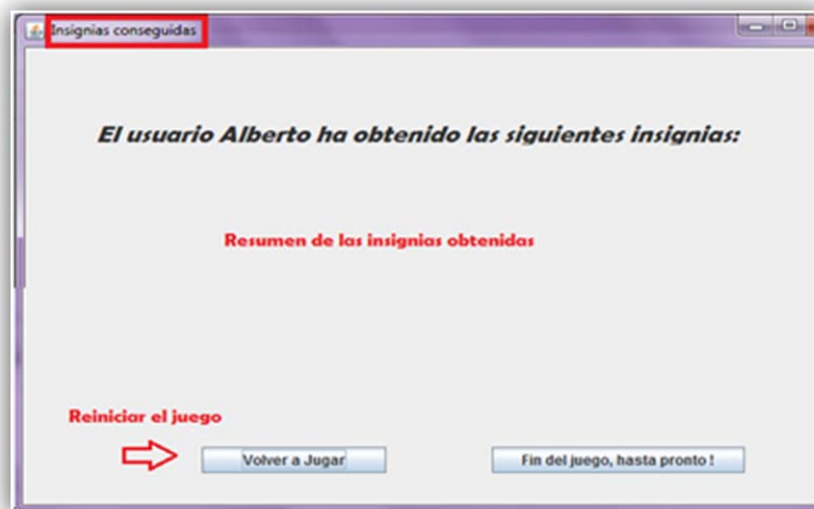 Insignias conseguidas
El usuario Alberto ha obtenido las siguientes insignias:
Resumen de las insignias obtenidas
Reiniciar el juego
Volver a Jugar
Fin del juego, hasta pronto !